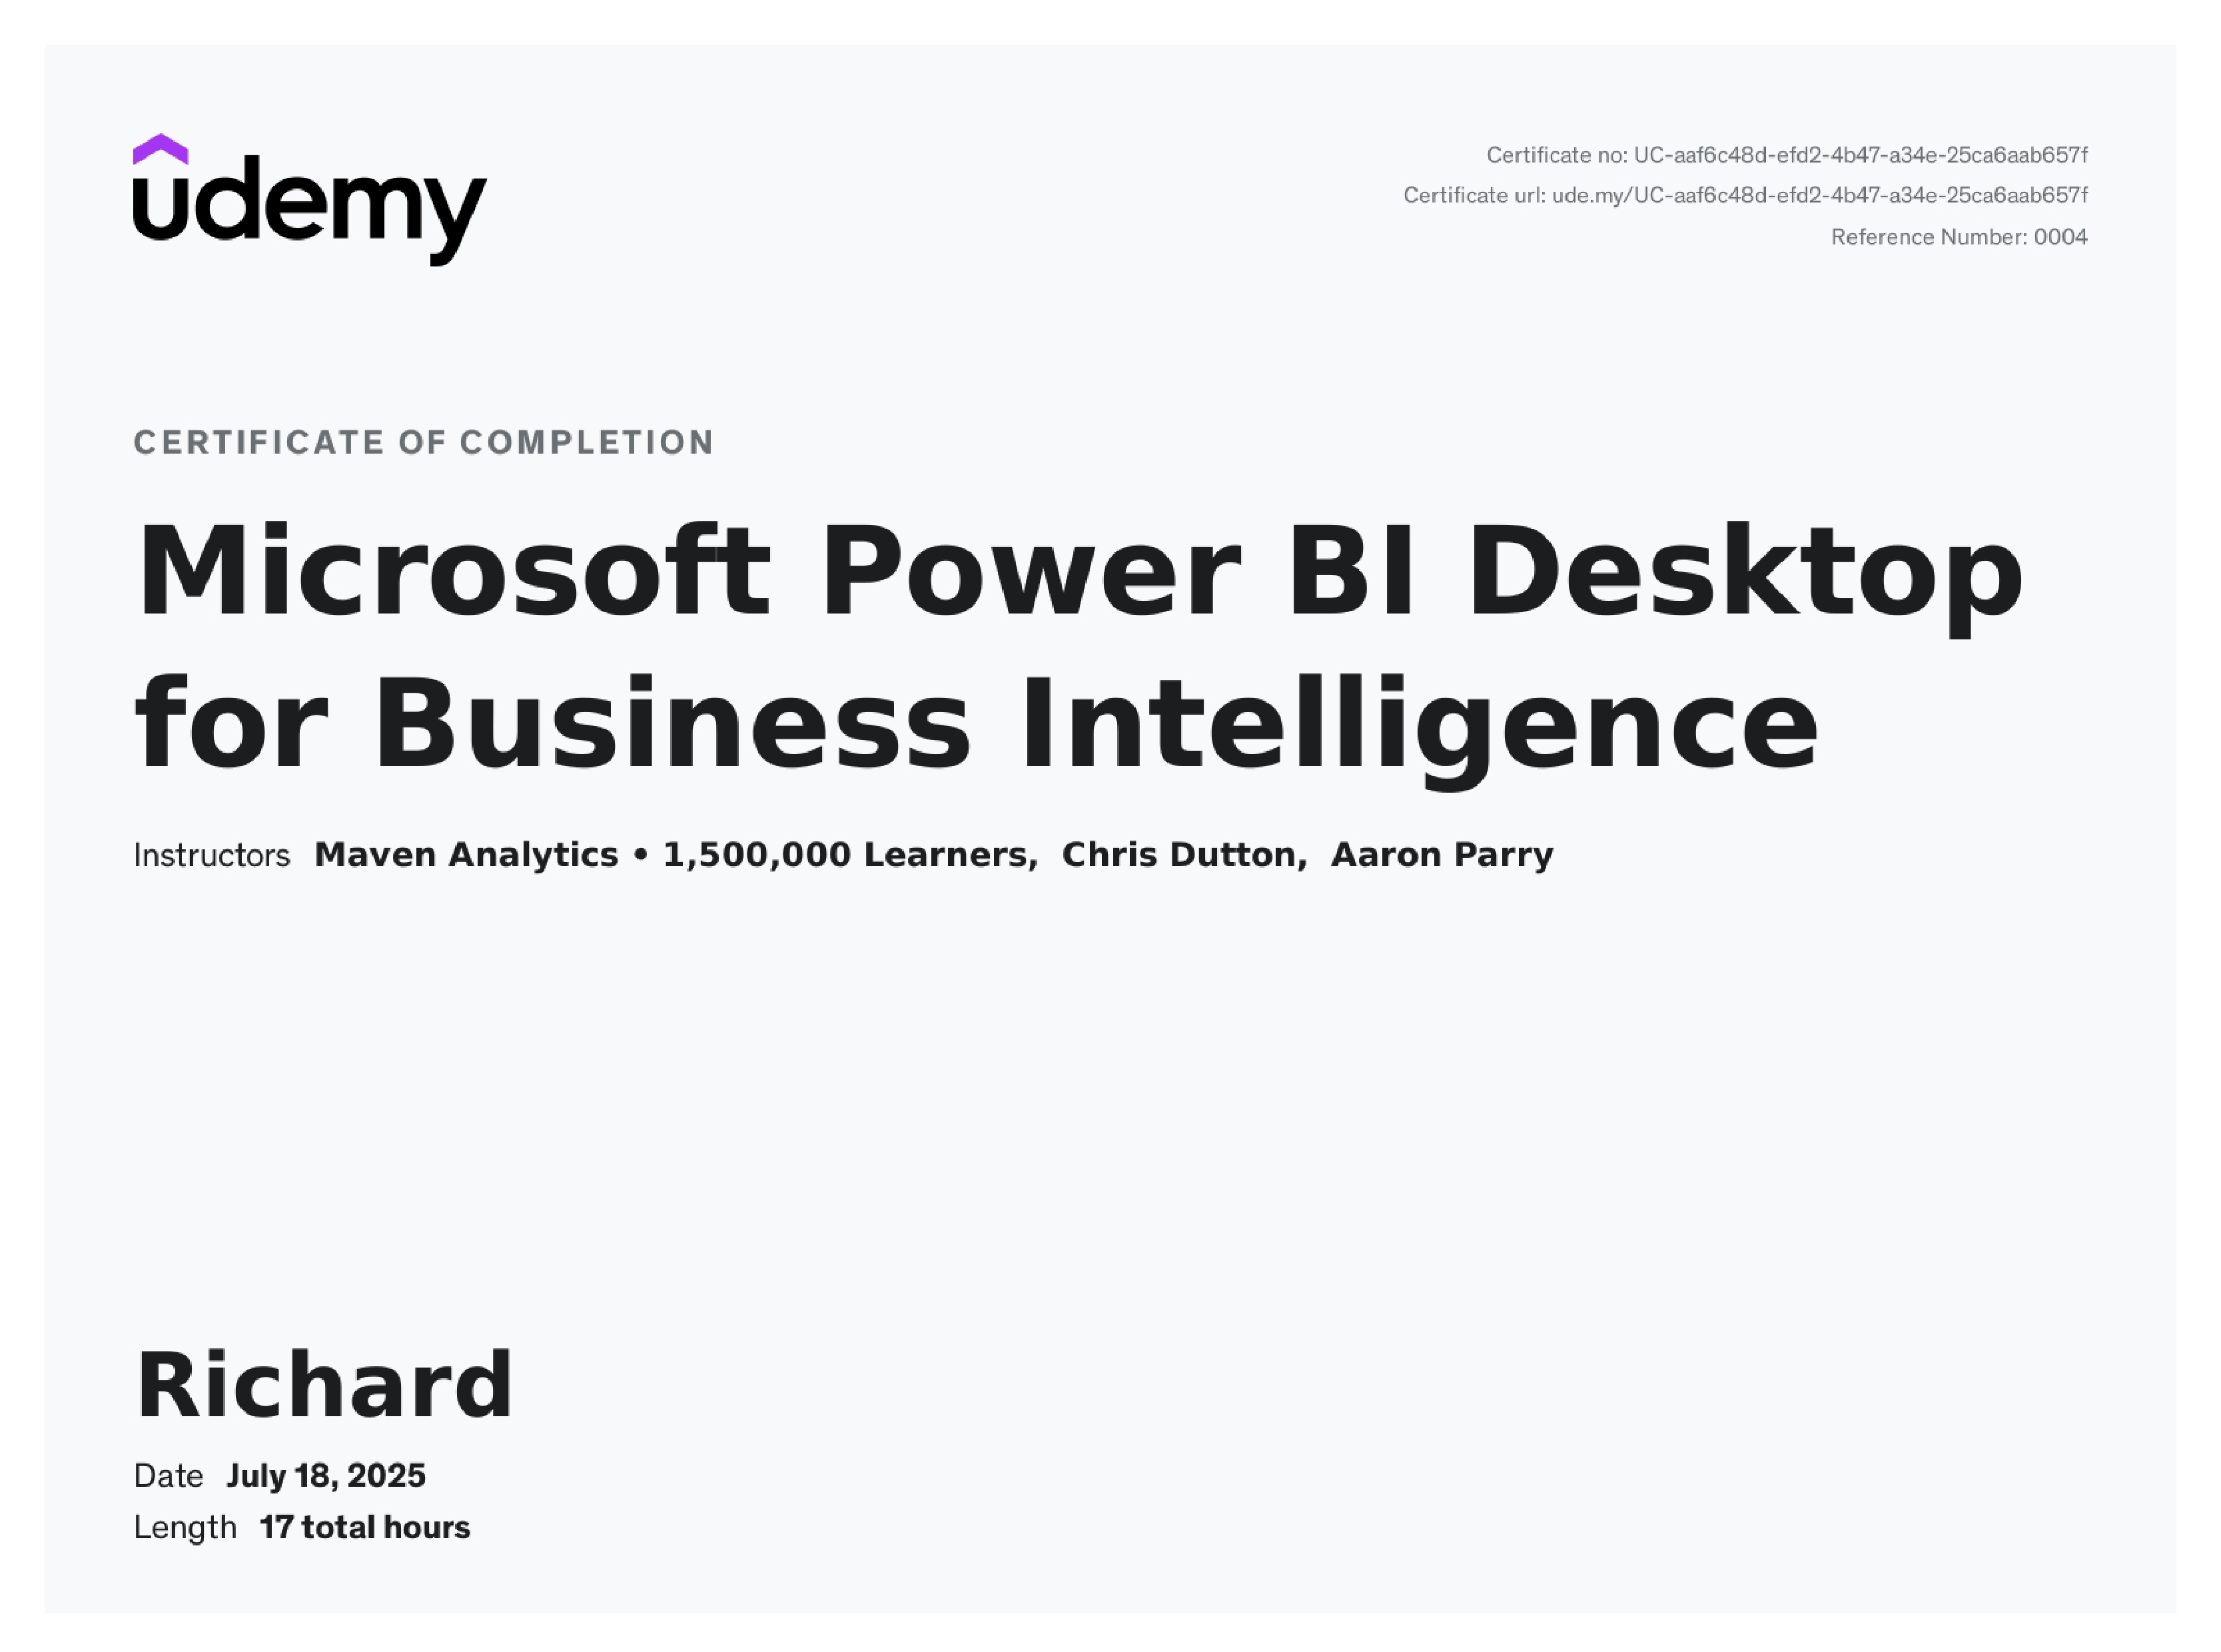 udemy
Certificate no: UC-aaf6c48d-efd2-4b47-a34e-25ca6aab657f
Certificate url: ude.my/UC-aaf6c48d-efd2-4b47-a34e-25ca6aab657f
Reference Number: 0004
CERTIFICATE OF COMPLETION
Microsoft Power BI Desktop
for Business Intelligence
Instructors Maven Analytics • 1,500,000 Learners, Chris Dutton, Aaron Parry
Richard
Date July 18, 2025
Length 17 total hours